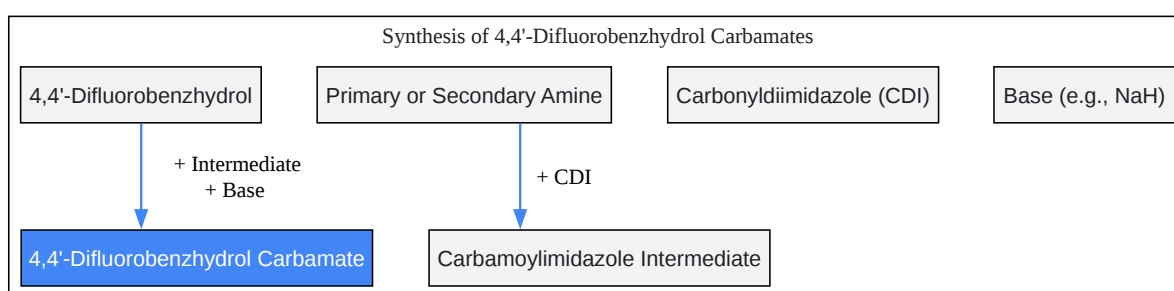 Synthesis of 4,4'-Difluorobenzhydrol Carbamates
4,4'-Difluorobenzhydrol
Primary or Secondary Amine
Carbonyldiimidazole (CDI)
Base (e.g., NaH)
+ Intermediate
+ Base
+ CDI
4,4'-Difluorobenzhydrol Carbamate
Carbamoylimidazole Intermediate